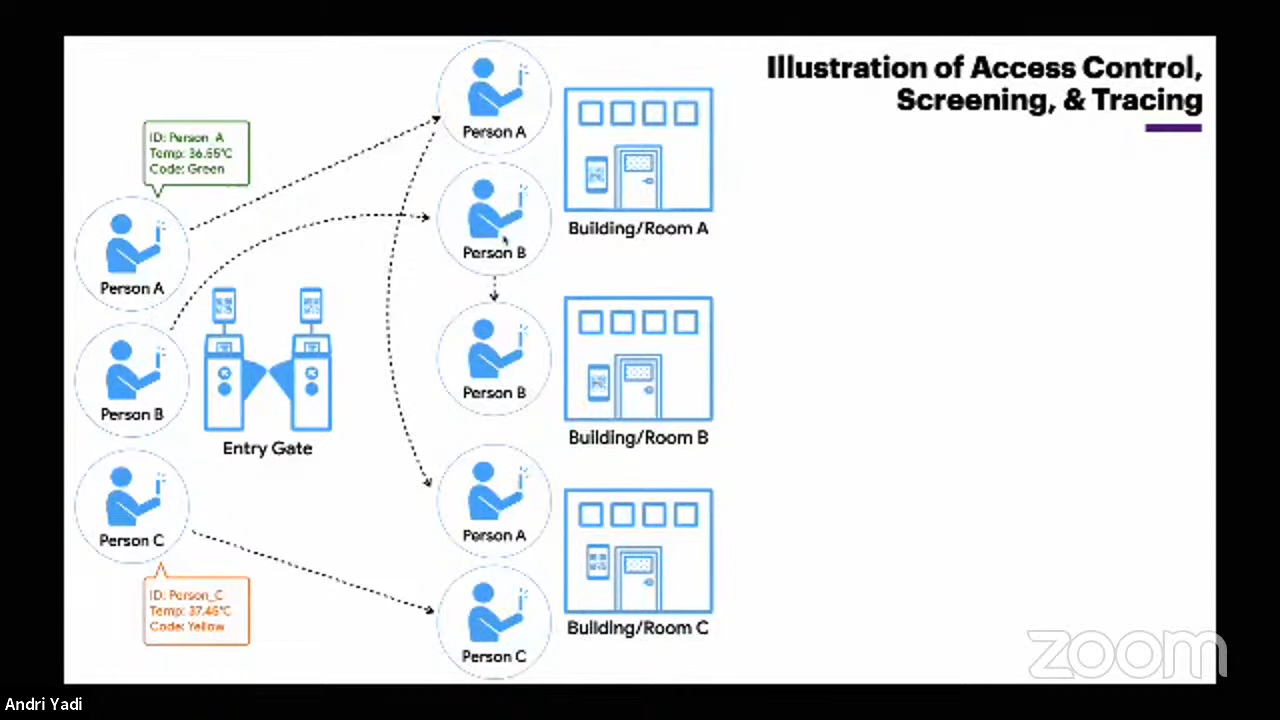 Illustration of Access Control,
Screening, & Tracing
ID: Person_A
Temp: 36.55°C
Code: Green
Person A
Person B
Person C
Entry Gate
ID: Person_C
Temp: 37.45°C
Code: Yellow
Person A
Person B
Building/Room A
Person B
Building/Room B
Person A
Person C
Building/Room C
zoom
Andri Yadi